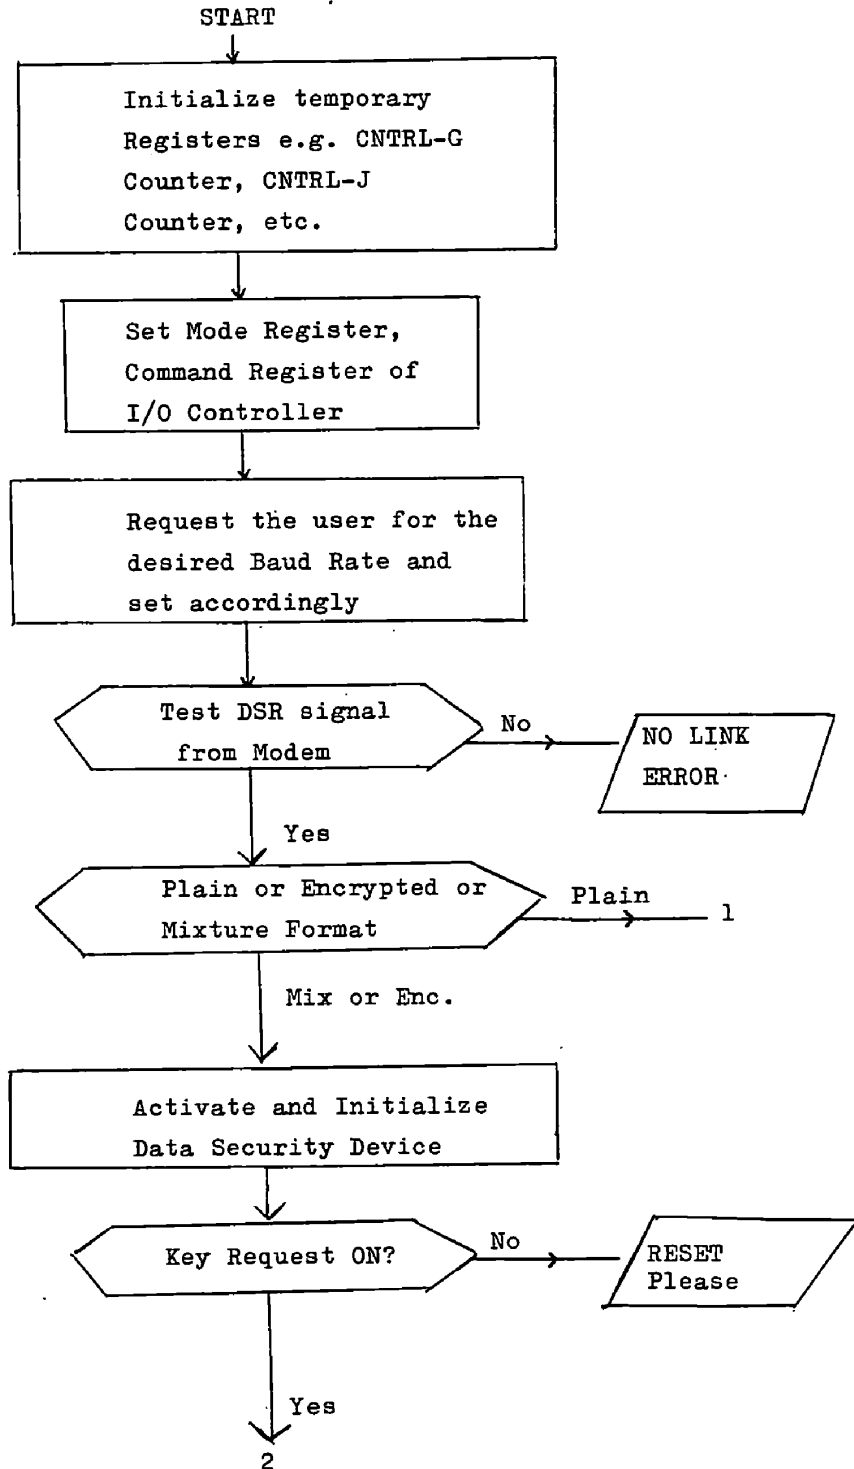 START
Initialize temporary
Registers e.g. CNTRL-G
Counter, CNTRL-J
Counter, etc.
Set Mode Register,
Command Register of
I/O Controller
Request the user for the
desired Baud Rate and
set accordingly
Test DSR signal
from Modem
No
NO LINK
ERROR
Yes
Plain or Encrypted or
Mixture Format
Plain
1
Mix or Enc.
Activate and Initialize
Data Security Device
Key Request ON?
No
RESET
Please
Yes
2